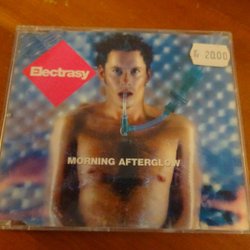 Electrasy
20.00
MORNING AFTERGLOW